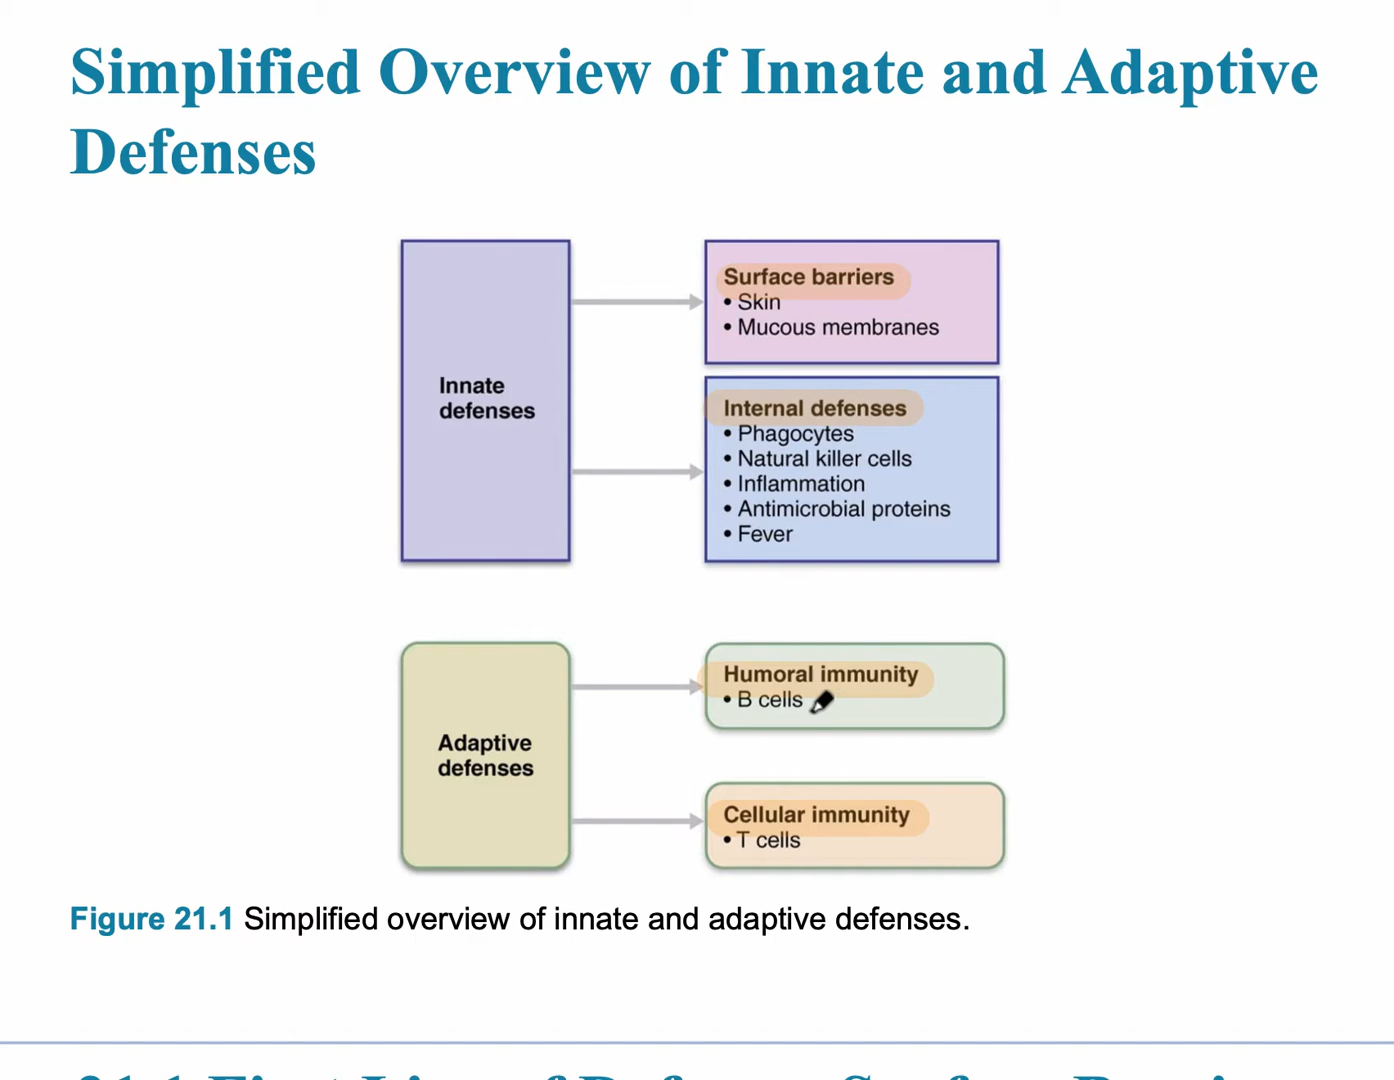 Simplified Overview of Innate and Adaptive
Defenses
Innate
defenses
Surface barriers
• Skin
• Mucous membranes
Internal defenses
• Phagocytes
• Natural killer cells
• Inflammation
• Antimicrobial proteins
• Fever
Adaptive
defenses
Humoral immunity
• B cells
Cellular immunity
• T cells
Figure 21.1 Simplified overview of innate and adaptive defenses.